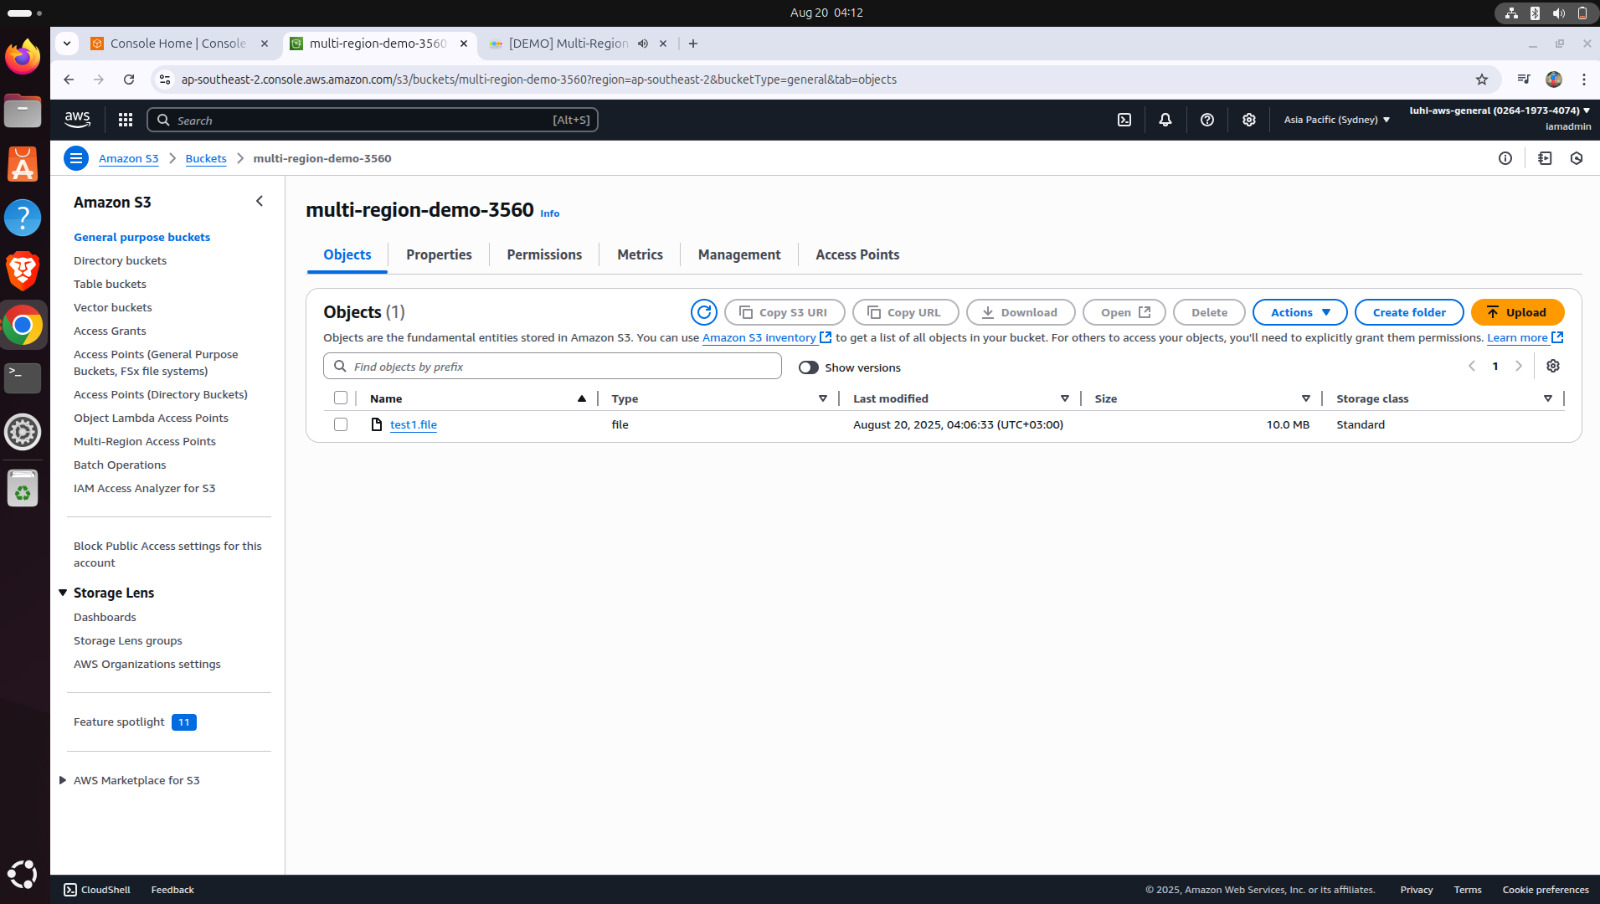 Aug 20 04:12
Console Home | Console
multi-region-demo-3560
[DEMO] Multi-Region
ap-southeast-2.console.aws.amazon.com/s3/buckets/multi-region-demo-3560?region=ap-southeast-2&bucketType=general&tab=objects
aws
Search
[Alt+S]
Asia Pacific (Sydney)
luhi-aws-general (0264-1973-4074)
iamadmin
Amazon S3
Buckets
multi-region-demo-3560
Amazon S3
General purpose buckets
Directory buckets
Table buckets
Vector buckets
Access Grants
Access Points (General Purpose
Buckets, FSx file systems)
Access Points (Directory Buckets)
Object Lambda Access Points
Multi-Region Access Points
Batch Operations
IAM Access Analyzer for S3
Block Public Access settings for this
account
Storage Lens
Dashboards
Storage Lens groups
AWS Organizations settings
Feature spotlight 11
AWS Marketplace for S3
multi-region-demo-3560 Info
Objects
Properties
Permissions
Metrics
Management
Access Points
Objects (1)
Copy S3 URI
Copy URL
Download
Open
Delete
Actions
Create folder
Upload
Objects are the fundamental entities stored in Amazon S3. You can use Amazon S3 inventory to get a list of all objects in your bucket. For others to access your objects, you'll need to explicitly grant them permissions. Learn more
Find objects by prefix
Show versions
1
Name
Type
Last modified
Size
Storage class
test1.file
file
August 20, 2025, 04:06:33 (UTC+03:00)
10.0 MB
Standard
CloudShell
Feedback
© 2025, Amazon Web Services, Inc. or its affiliates.
Privacy
Terms
Cookie preferences